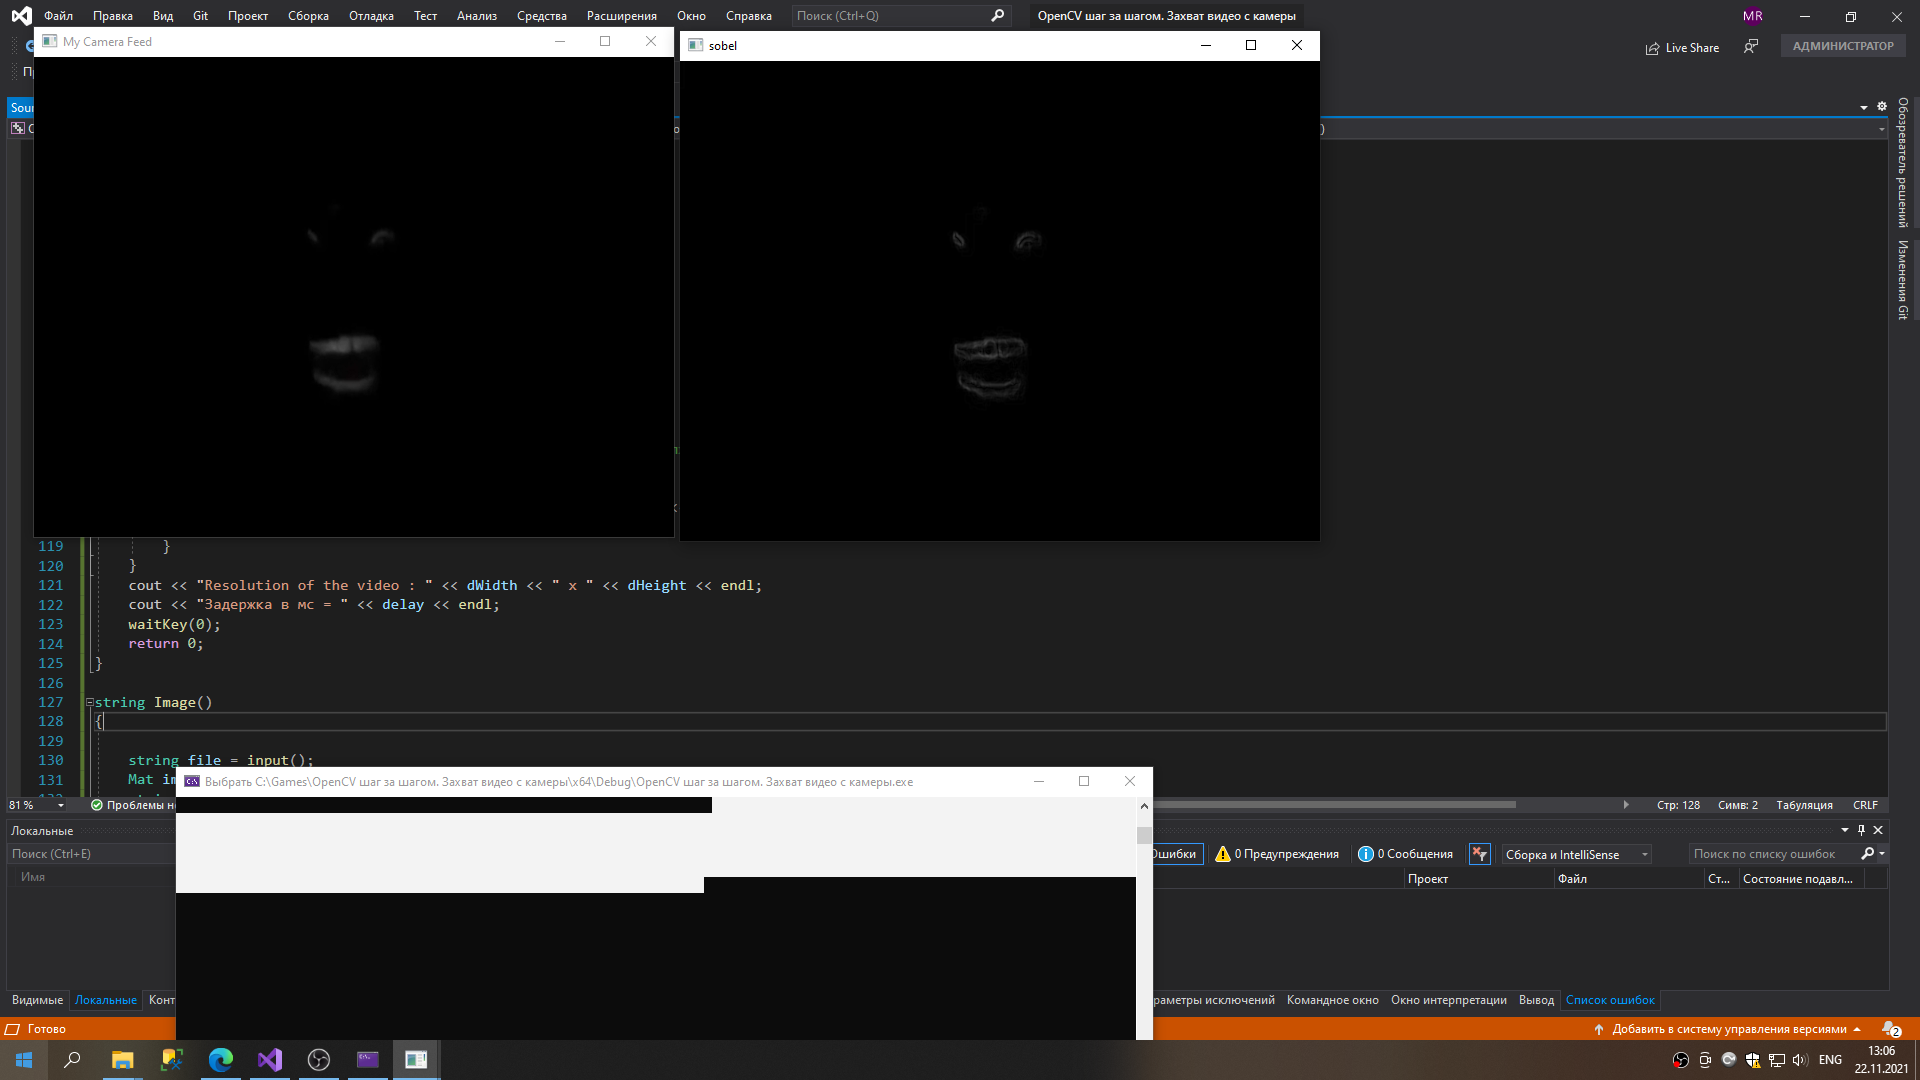 Файл Правка Вид Git Проект Сборка Отладка Тест Анализ Средства Расширения Окно Справка Поиск (Ctrl+Q) OpenCV шаг за шагом. Захват видео с камеры MR
My Camera Feed
sobel
Live Share АДМИНИСТРАТОР
Обозреватель решений
Изменения Git
119 }
120 }
121 cout << "Resolution of the video : " << dWidth << " x " << dHeight << endl;
122 cout << "Задержка в мс = " << delay << endl;
123 waitKey(0);
124 return 0;
125 }
126
127 string Image()
128 {
129
130 string file = input();
131 Mat
81 % Стр: 128 Симв: 2 Табуляция CRLF
Выбрать C:\Games\OpenCV шаг за шагом. Захват видео с камеры\x64\Debug\OpenCV шаг за шагом. Захват видео с камеры.exe
Локальные
Поиск (Ctrl+E)
Имя
0 Предупреждения 0 Сообщения Сборка и IntelliSense Поиск по списку ошибок
Проект Файл Ст... Состояние подавл...
Видимые Локальные Конт
раметры исключений Командное окно Окно интерпретации Вывод Список ошибок
Готово Добавить в систему управления версиями 2
ENG 13:06
22.11.2021